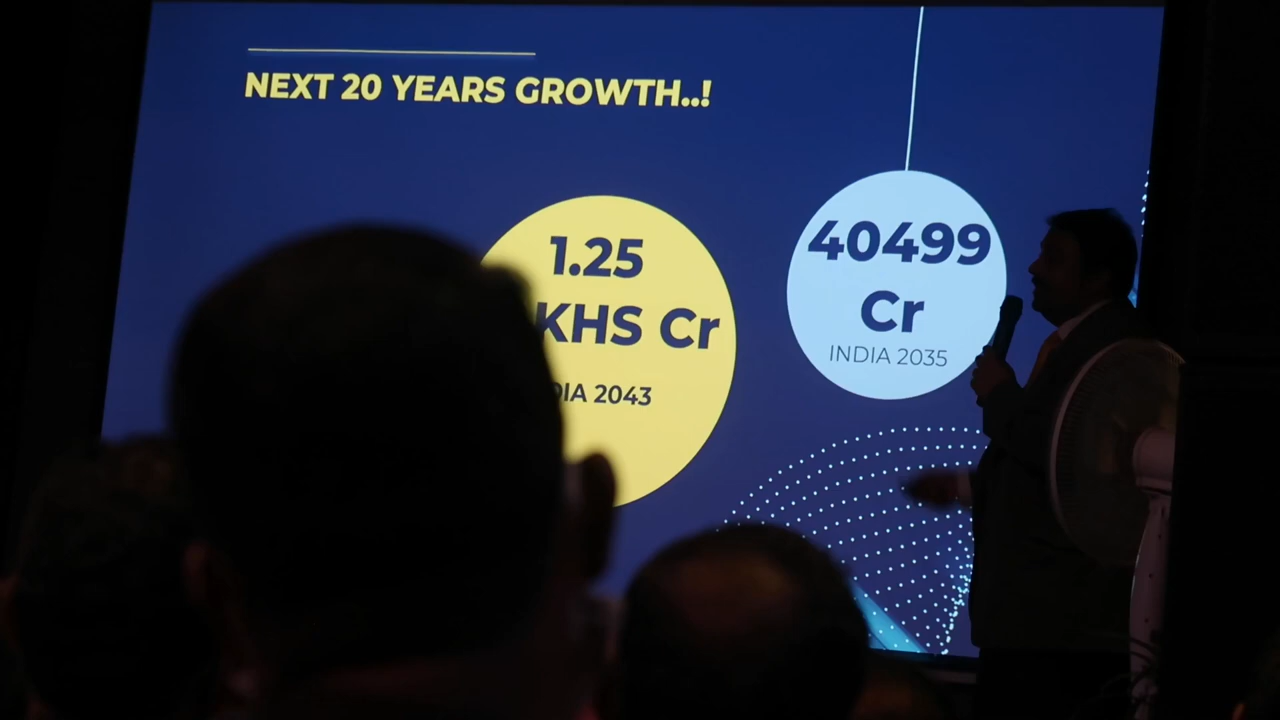 NEXT 20 YEARS GROWTH..!
1.25
KHS Cr
DIA 2043
40499
Cr
INDIA 2035